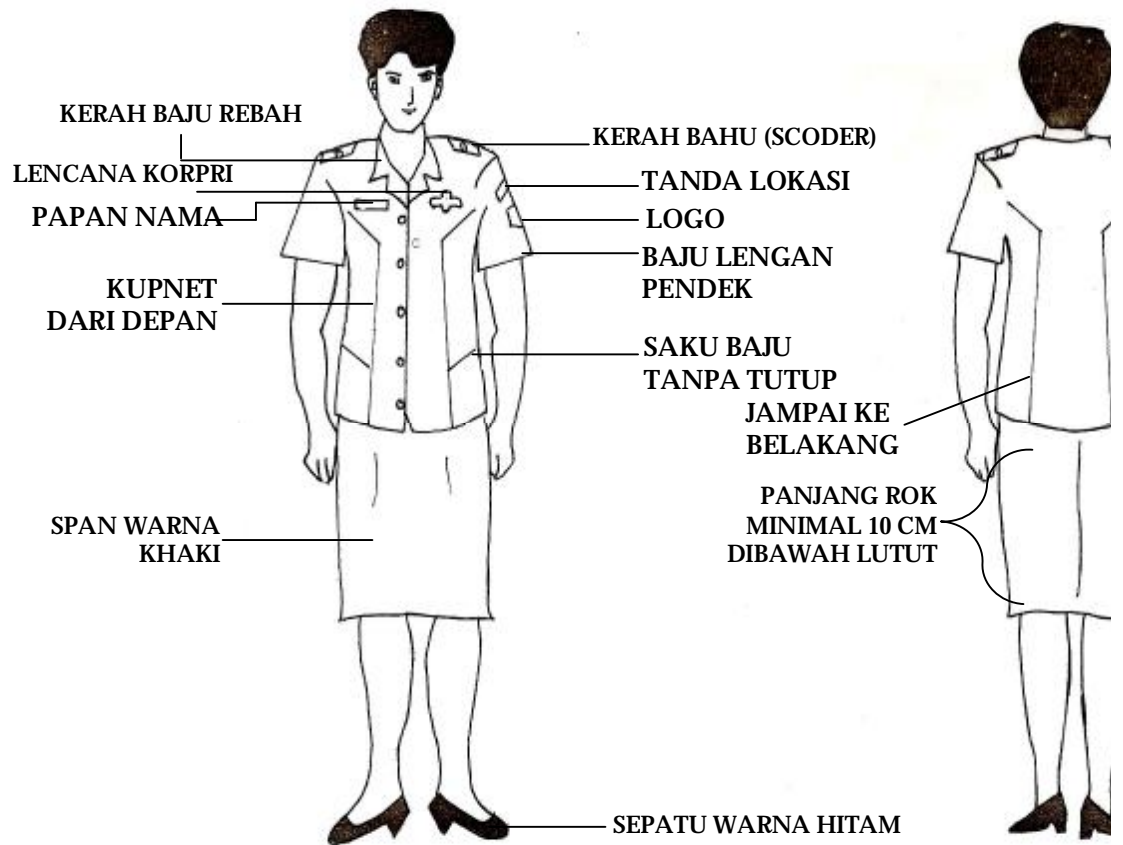 KERAH BAJU REBAH
KERAH BAHU (SCODER)
LENCANA KORPRI
TANDA LOKASI
PAPAN NAMA
LOGO
BAJU LENGAN
PENDEK
KUPNET
DARI DEPAN
SAKU BAJU
TANPA TUTUP
JAMPAI KE
BELAKANG
PANJANG ROK
MINIMAL 10 CM
DIBAWAH LUTUT
SPAN WARNA
KHAKI
SEPATU WARNA HITAM